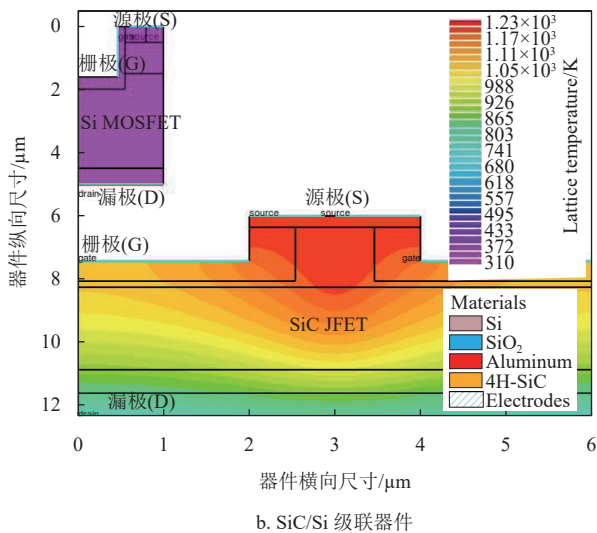 0
2
4
6
8
10
12
器件纵向尺寸/μm
源极(S)
source
栅极(G)
Si MOSFET
drain
漏极(D)
源极(S)
source
source
栅极(G)
gate
gate
SiC JFET
漏极(D)
drain
1.23×10³
1.17×10³
1.11×10³
1.05×10³
988
926
865
803
741
680
618
557
495
433
372
310
Lattice temperature/K
Materials
Si
SiO₂
Aluminum
4H-SiC
Electrodes
0
1
2
3
4
5
6
器件横向尺寸/μm
b. SiC/Si 级联器件